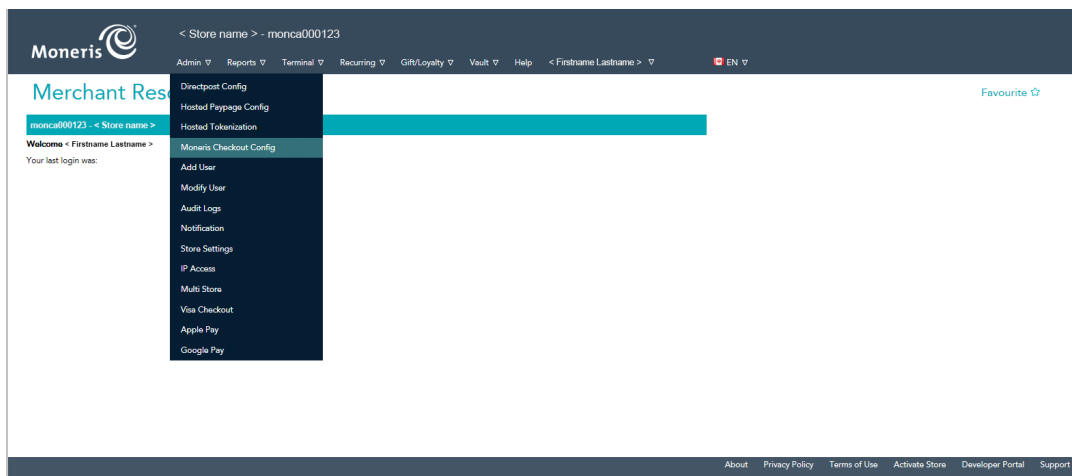 < Store name > - monca000123
Moneris
Admin Reports Terminal Recurring Gift/Loyalty Vault Help < Firstname Lastname > EN
Merchant Res
Favourite
monca000123 - < Store name >
Welcome < Firstname Lastname >
Your last login was:
Directpost Config
Hosted Paypage Config
Hosted Tokenization
Moneris Checkout Config
Add User
Modify User
Audit Logs
Notification
Store Settings
IP Access
Multi Store
Visa Checkout
Apple Pay
Google Pay
About Privacy Policy Terms of Use Activate Store Developer Portal Support